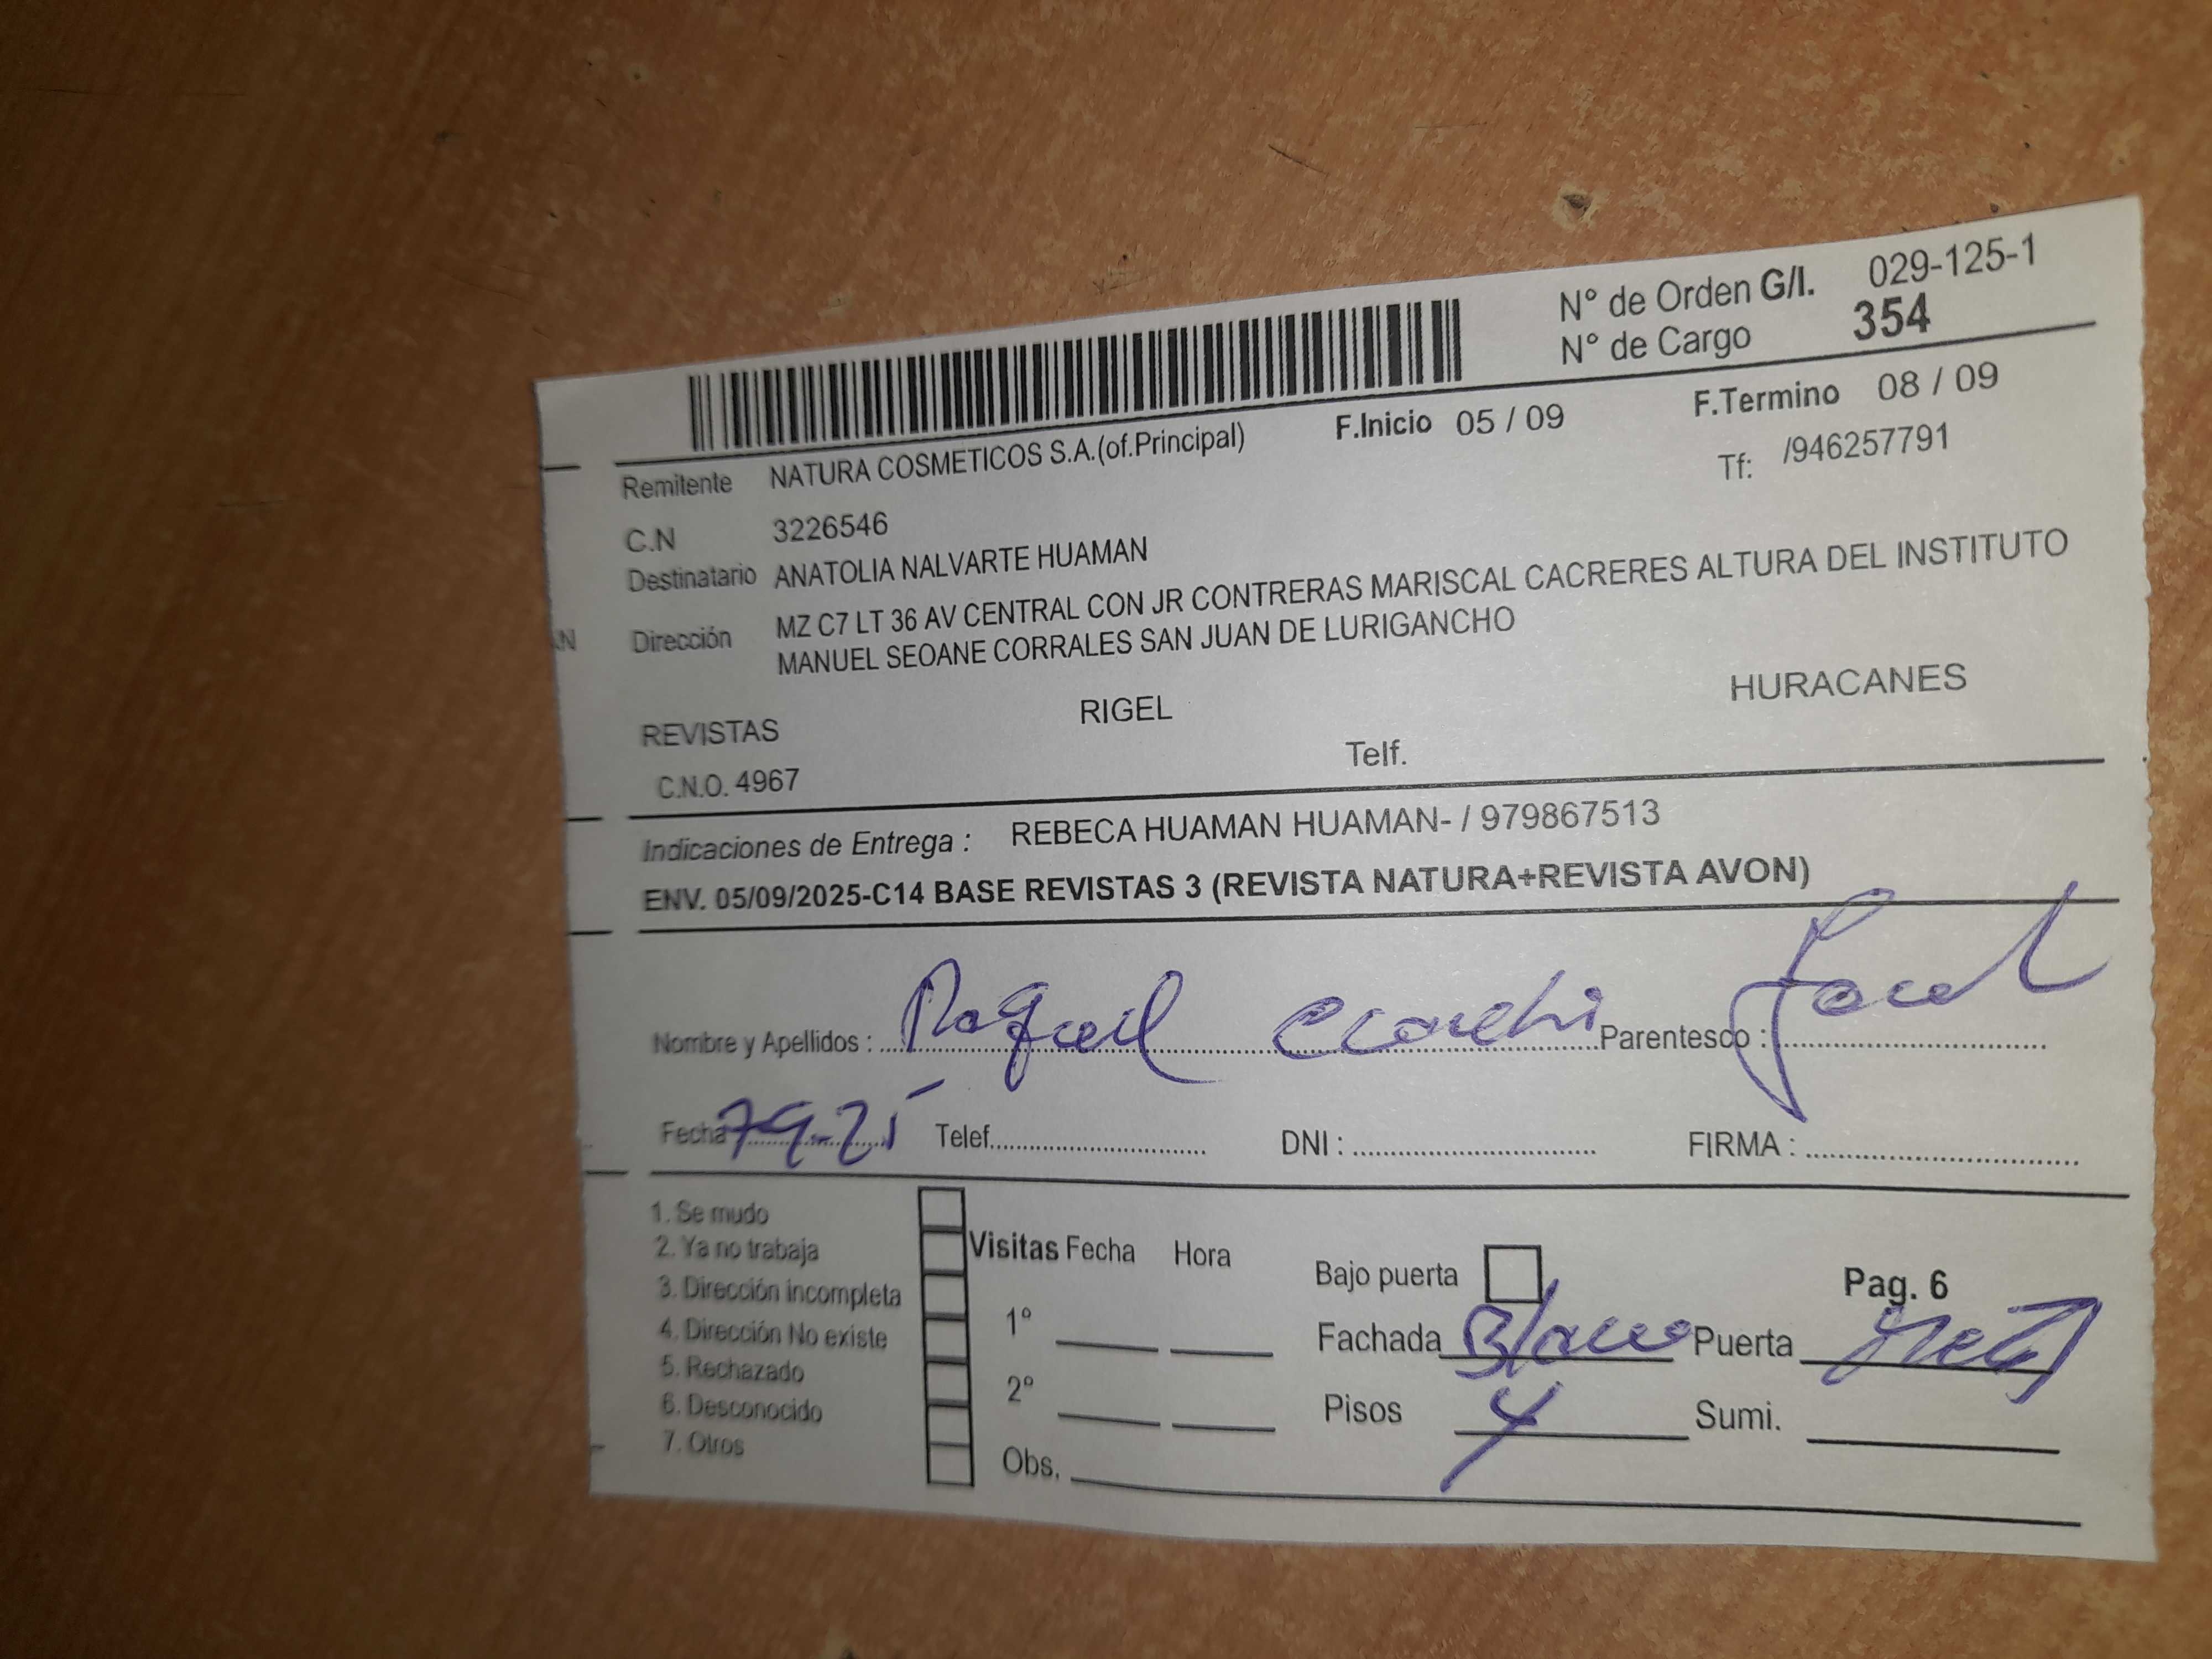 N° de Orden G/I. 029-125-1
N° de Cargo 354
F.Inicio 05 / 09 F.Termino 08 / 09
Remitente NATURA COSMETICOS S.A.(of.Principal) Tf: /946257791
C.N 3226546
Destinatario ANATOLIA NALVARTE HUAMAN
Dirección MZ C7 LT 36 AV CENTRAL CON JR CONTRERAS MARISCAL CACRERES ALTURA DEL INSTITUTO
MANUEL SEOANE CORRALES SAN JUAN DE LURIGANCHO
REVISTAS RIGEL HURACANES
C.N.O. 4967 Telf.
Indicaciones de Entrega : REBECA HUAMAN HUAMAN- / 979867513
ENV. 05/09/2025-C14 BASE REVISTAS 3 (REVISTA NATURA+REVISTA AVON)
Nombre y Apellidos : Raquel Parentesco :
Fecha 79-25 Telef. DNI : FIRMA :
1. Se mudo
2. Ya no trabaja
3. Dirección incompleta
4. Dirección No existe
5. Rechazado
6. Desconocido
7. Otros
Visitas Fecha Hora
1°
2°
Obs.
Bajo puerta Pag. 6
Fachada Blanco Puerta
Pisos 4 Sumi.